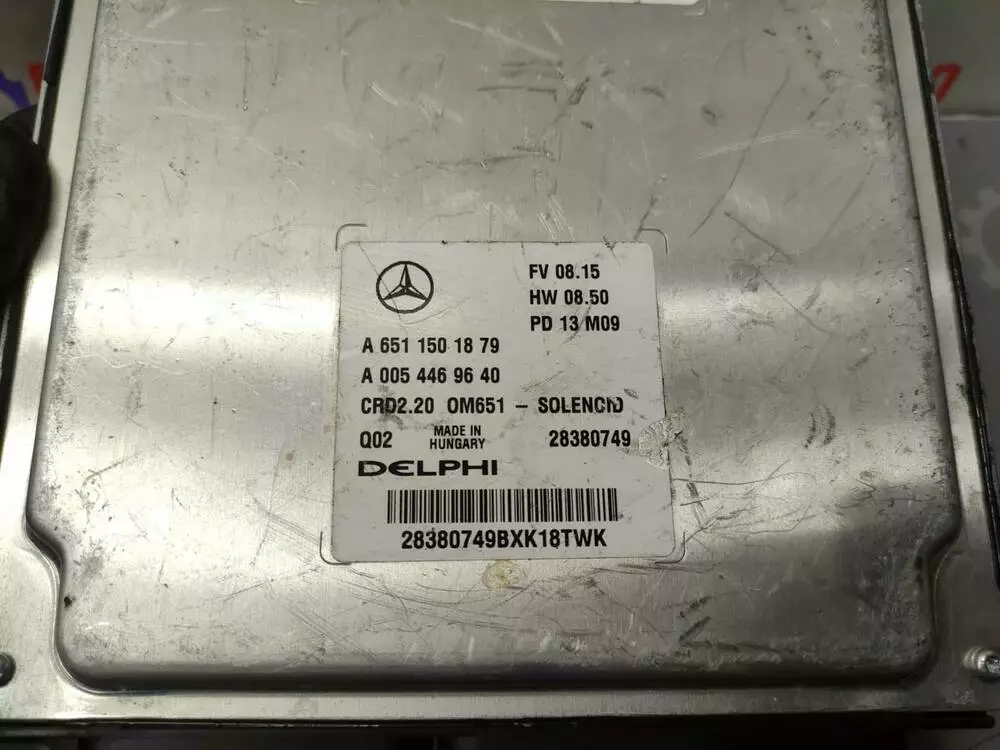 FV 08.15
HW 08.50
PD 13 M09
A 651 150 18 79
A 005 446 96 40
CRD2.20 OM651 – SOLENOID
Q02 MADE IN HUNGARY 28380749
DELPHI
28380749BXK18TWK